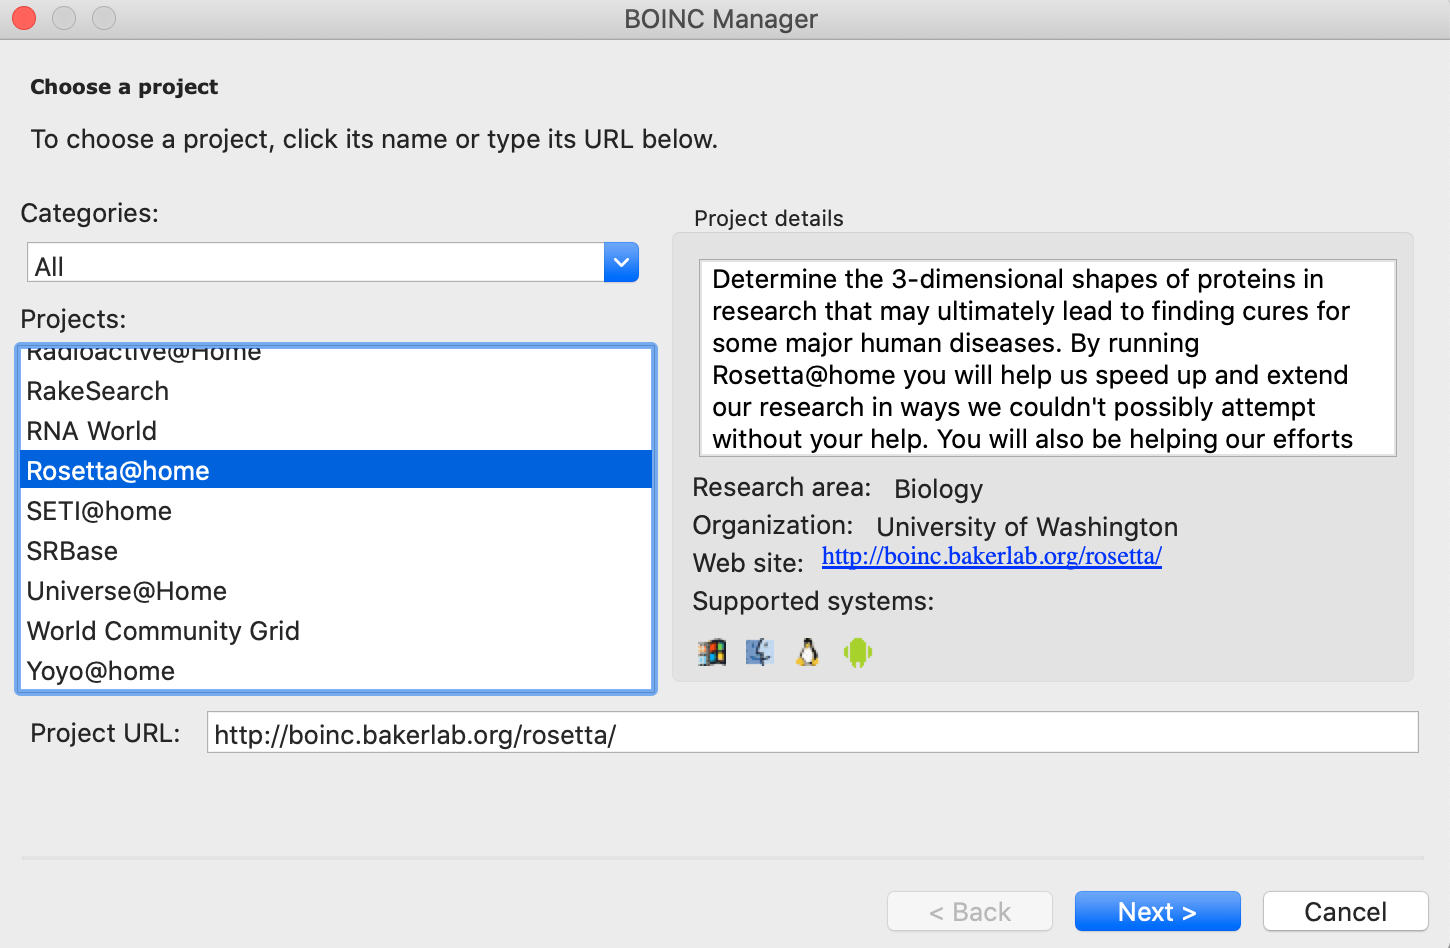 BOINC Manager
Choose a project
To choose a project, click its name or type its URL below.
Categories:
All
Projects:
Radioactive@Home
RakeSearch
RNA World
Rosetta@home
SETI@home
SRBase
Universe@Home
World Community Grid
Yoyo@home
Project details
Determine the 3-dimensional shapes of proteins in
research that may ultimately lead to finding cures for
some major human diseases. By running
Rosetta@home you will help us speed up and extend
our research in ways we couldn't possibly attempt
without your help. You will also be helping our efforts
Research area: Biology
Organization: University of Washington
Web site: http://boinc.bakerlab.org/rosetta/
Supported systems:
Project URL: http://boinc.bakerlab.org/rosetta/
< Back
Next >
Cancel